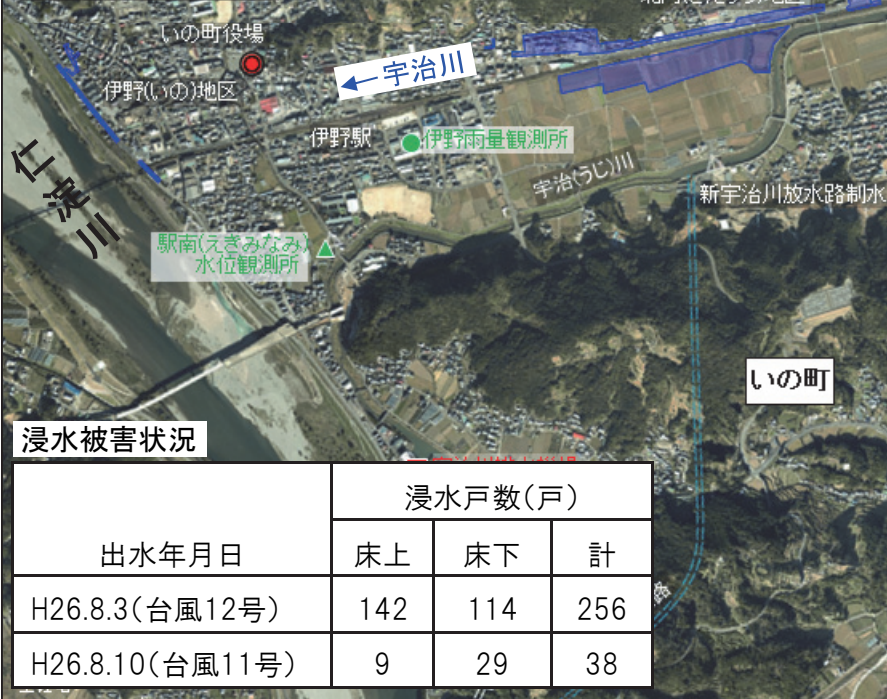 いの町役場
伊野(いの)地区
←宇治川
伊野駅
伊野雨量観測所
宇治(うじ)川
新宇治川放水路制水
仁淀川
駅南(えきみなみ)
水位観測所
いの町
浸水被害状況
出水年月日 浸水戸数(戸)
床上 床下 計
H26.8.3(台風12号) 142 114 256
H26.8.10(台風11号) 9 29 38